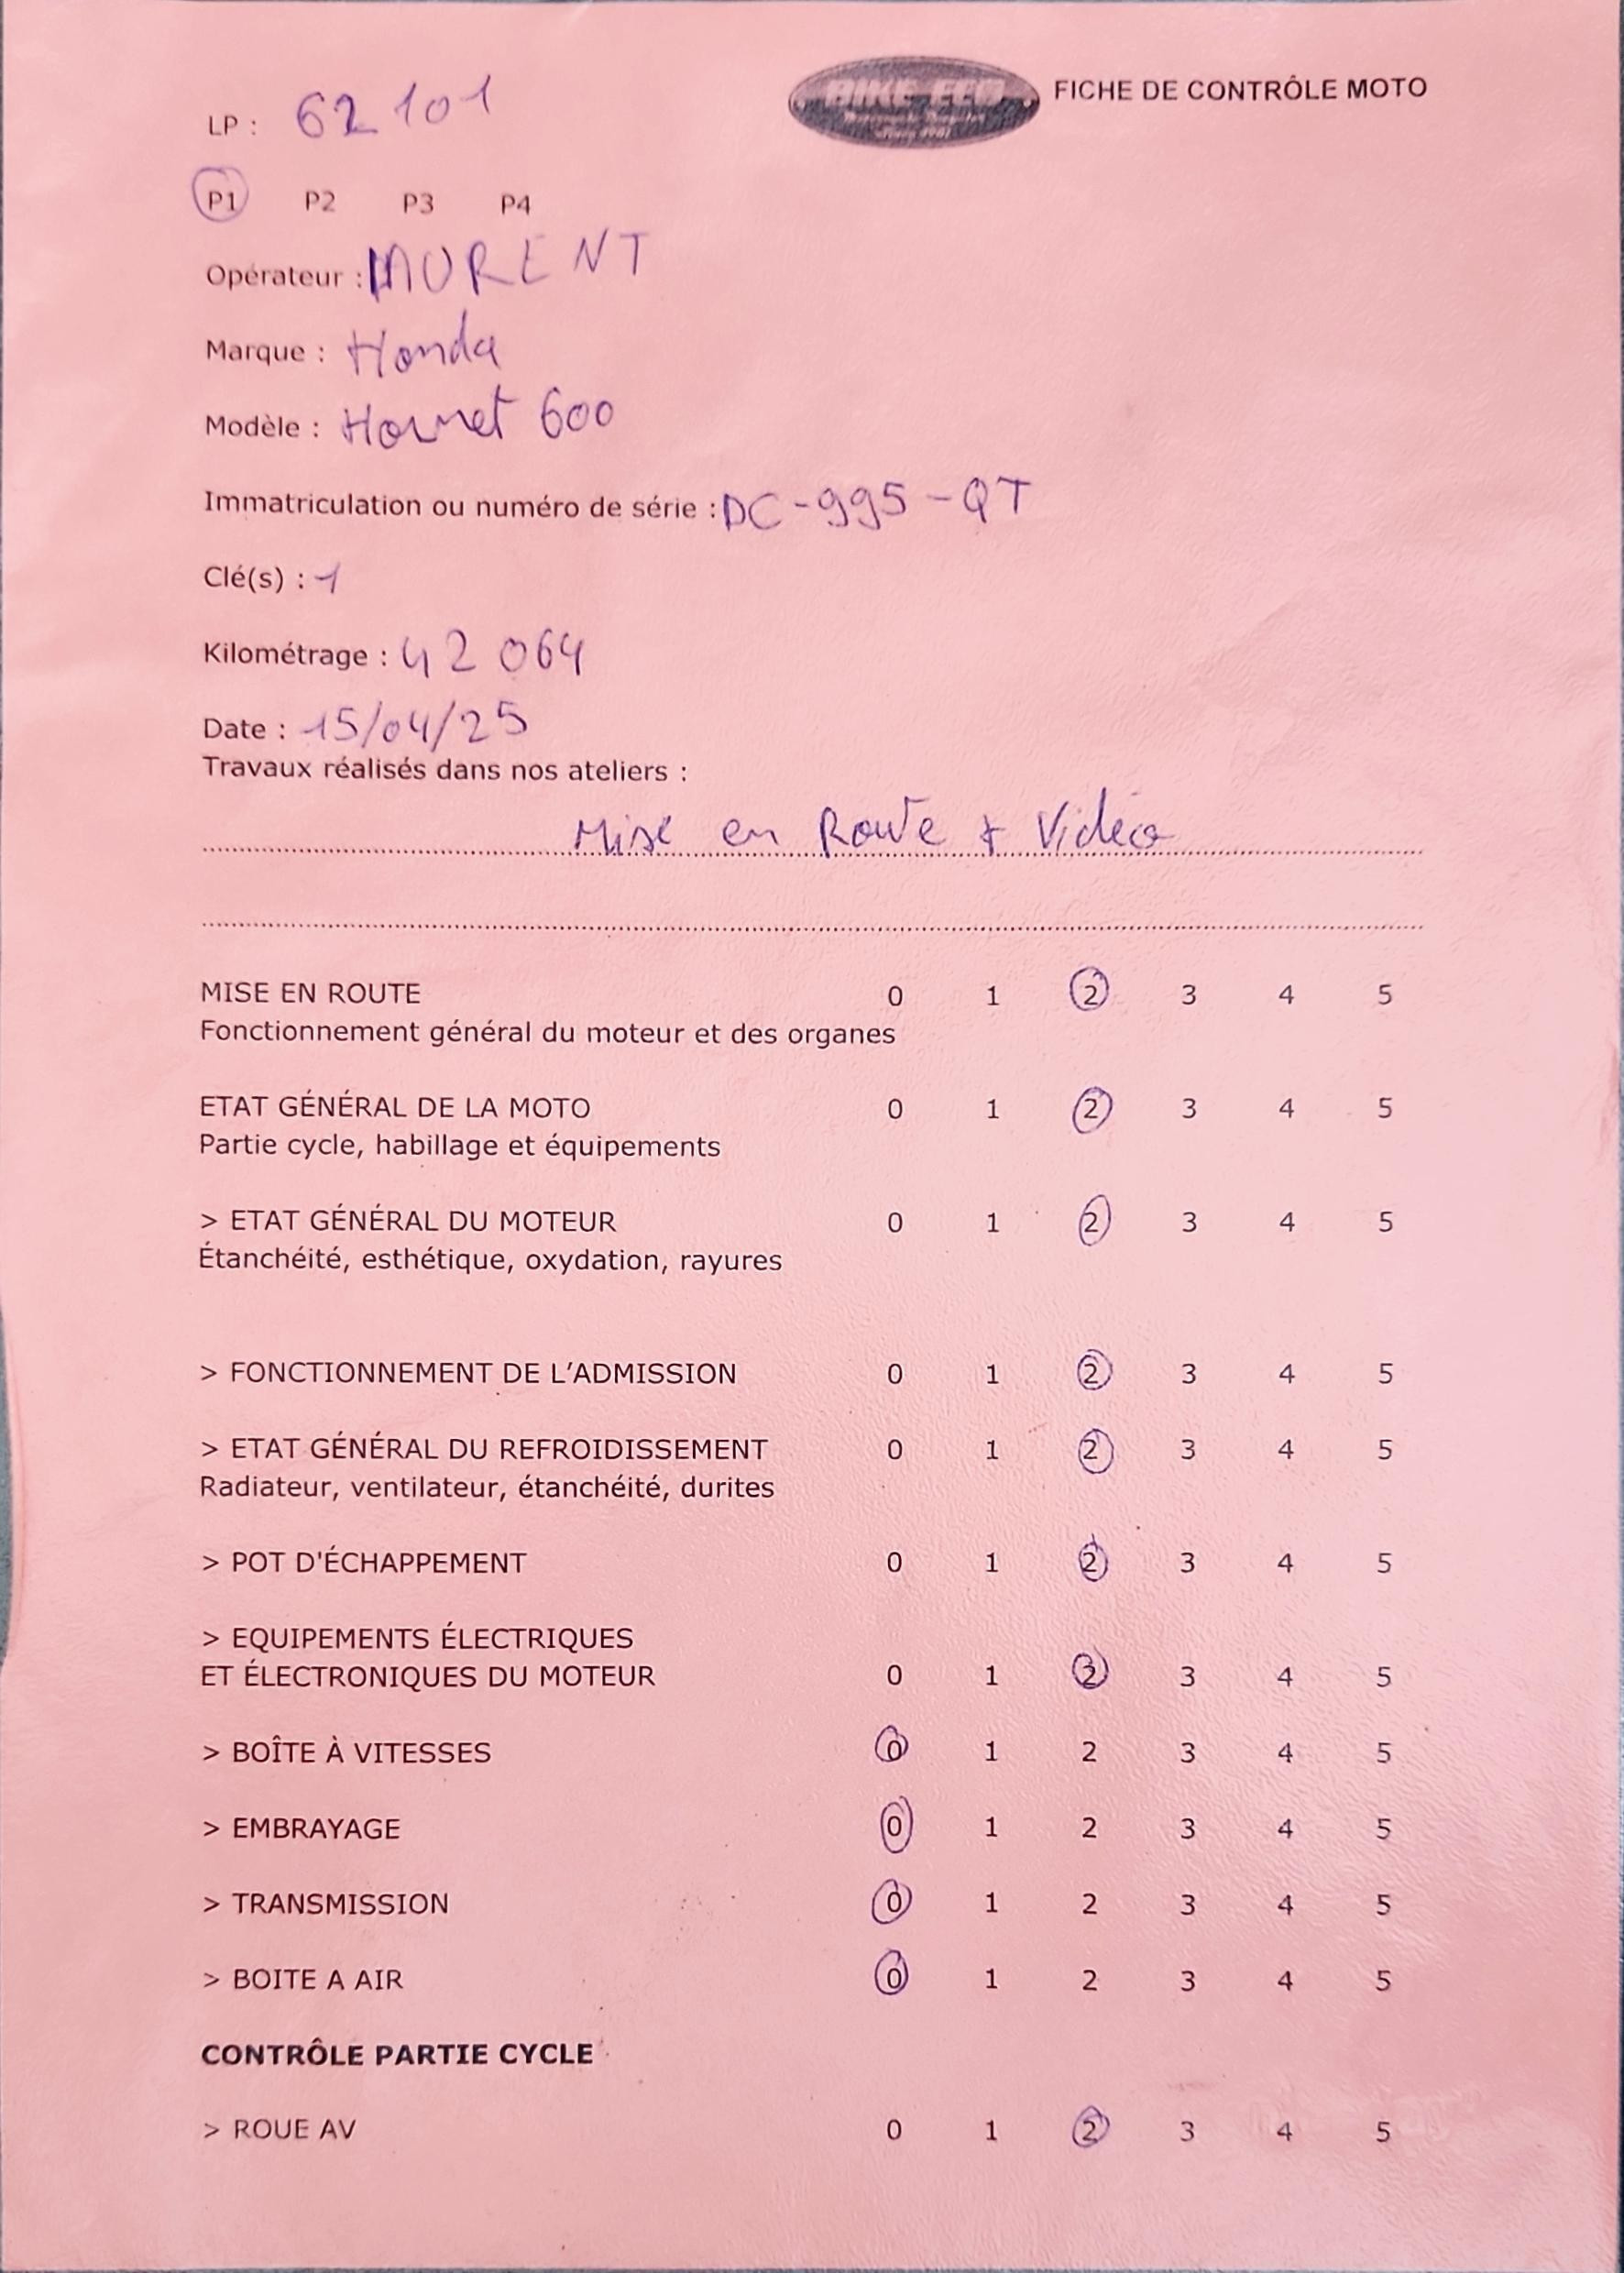 LP : 62101
BIKE ECO
FICHE DE CONTRÔLE MOTO
P1 P2 P3 P4
Opérateur :
Marque : Honda
Modèle : Hornet 600
Immatriculation ou numéro de série : DC-995-QT
Clé(s) : 1
Kilométrage : 42 064
Date : 15/04/25
Travaux réalisés dans nos ateliers :
Mise en Route + Vidéo
MISE EN ROUTE 0 1 2 3 4 5
Fonctionnement général du moteur et des organes
ETAT GÉNÉRAL DE LA MOTO 0 1 2 3 4 5
Partie cycle, habillage et équipements
> ETAT GÉNÉRAL DU MOTEUR 0 1 2 3 4 5
Étanchéité, esthétique, oxydation, rayures
> FONCTIONNEMENT DE L'ADMISSION 0 1 2 3 4 5
> ETAT GÉNÉRAL DU REFROIDISSEMENT 0 1 2 3 4 5
Radiateur, ventilateur, étanchéité, durites
> POT D'ÉCHAPPEMENT 0 1 2 3 4 5
> EQUIPEMENTS ÉLECTRIQUES
ET ÉLECTRONIQUES DU MOTEUR 0 1 2 3 4 5
> BOÎTE À VITESSES 0 1 2 3 4 5
> EMBRAYAGE 0 1 2 3 4 5
> TRANSMISSION 0 1 2 3 4 5
> BOITE A AIR 0 1 2 3 4 5
CONTRÔLE PARTIE CYCLE
> ROUE AV 0 1 2 3 4 5